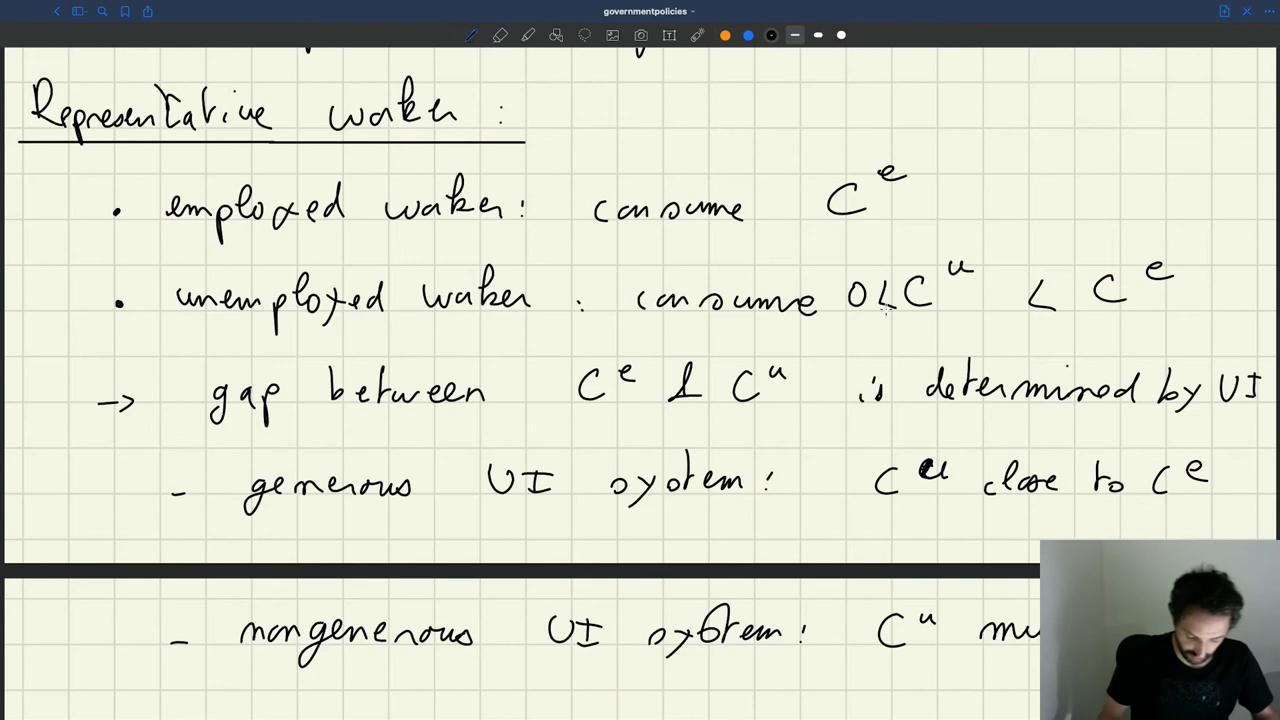 governmentpolicies
Representative worker :
• employed worker: consume C^e
• unemployed worker : consume 0 < C^u < C^e
→ gap between C^e & C^u is determined by UI
- generous UI system: C^u close to C^e
- nongenerous UI system: C^u mu